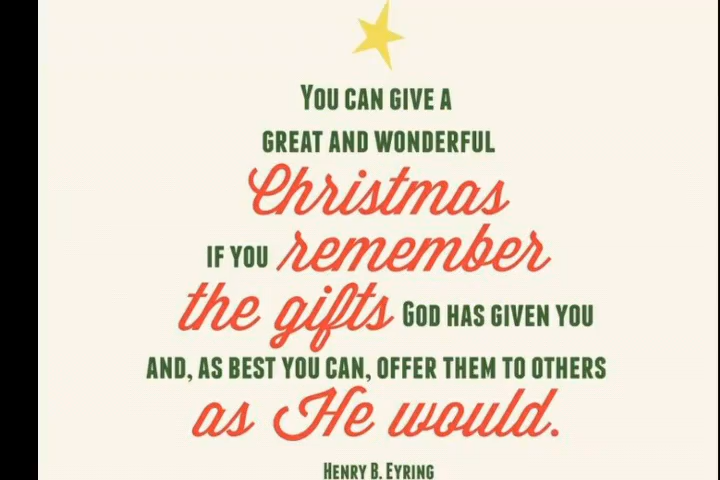 You can give a
great and wonderful
Christmas
if you remember
the gifts God has given you
and, as best you can, offer them to others
as He would.
Henry B. Eyring